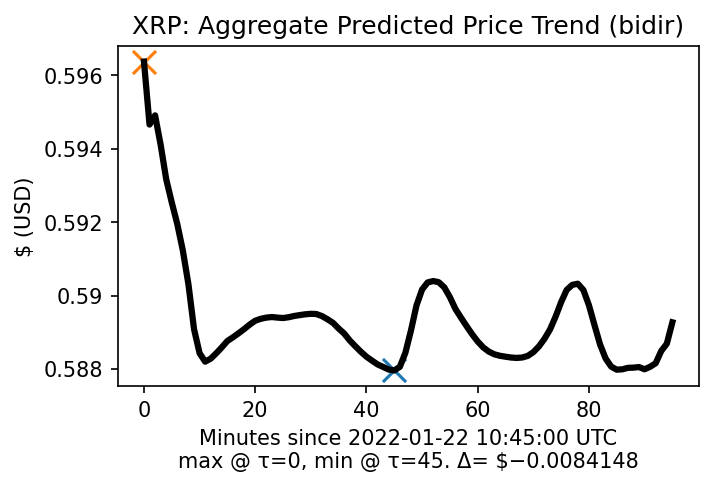 XRP: Aggregate Predicted Price Trend (bidir)
$ (USD)
0.596
0.594
0.592
0.59
0.588
0 20 40 60 80
Minutes since 2022-01-22 10:45:00 UTC
max @ τ=0, min @ τ=45. Δ= $−0.0084148